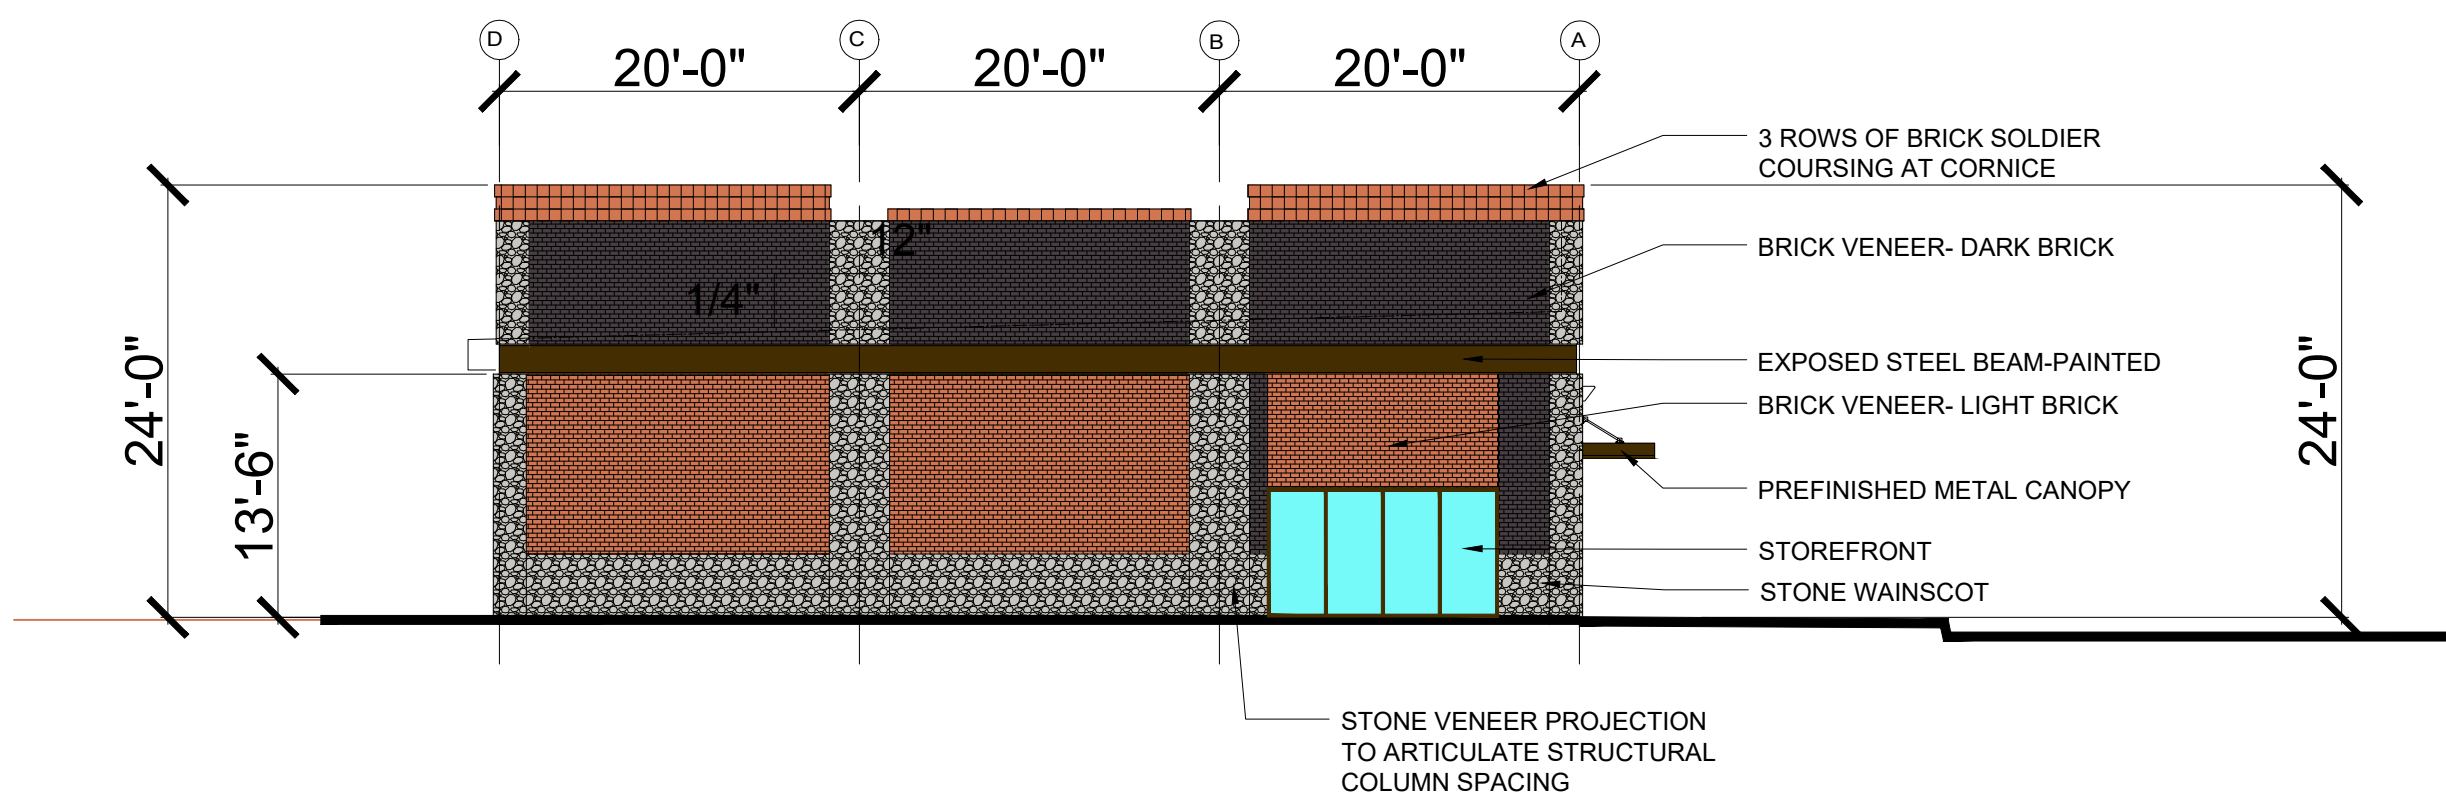 D
C
B
A
20'-0"
20'-0"
20'-0"
3 ROWS OF BRICK SOLDIER
COURSING AT CORNICE
12"
BRICK VENEER- DARK BRICK
1/4"
24'-0"
13'-6"
EXPOSED STEEL BEAM-PAINTED
24'-0"
BRICK VENEER- LIGHT BRICK
PREFINISHED METAL CANOPY
STOREFRONT
STONE WAINSCOT
STONE VENEER PROJECTION
TO ARTICULATE STRUCTURAL
COLUMN SPACING